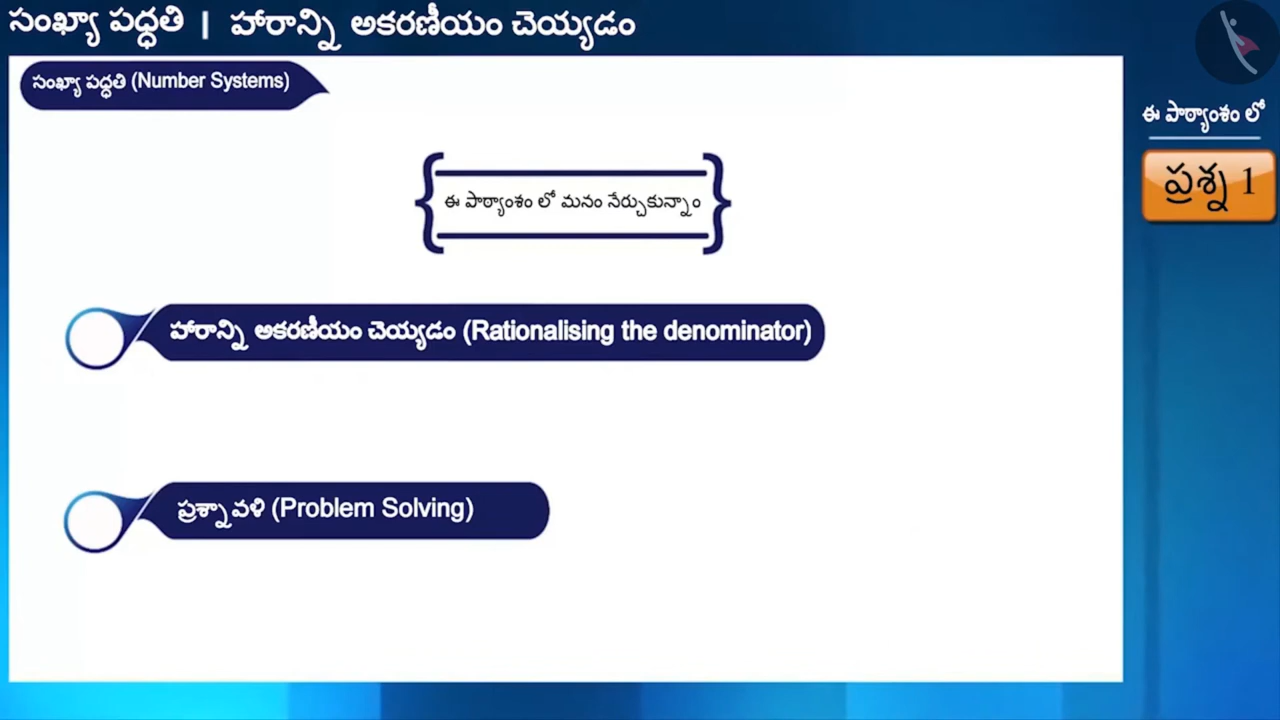 సంఖ్యా పద్ధతి | హారాన్ని అకరణీయం చెయ్యడం
సంఖ్యా పద్ధతి (Number Systems)
ఈ పాఠ్యాంశం లో
ప్రశ్న 1
ఈ పాఠ్యాంశం లో మనం నేర్చుకున్నాం
హారాన్ని అకరణీయం చెయ్యడం (Rationalising the denominator)
ప్రశ్నావళి (Problem Solving)